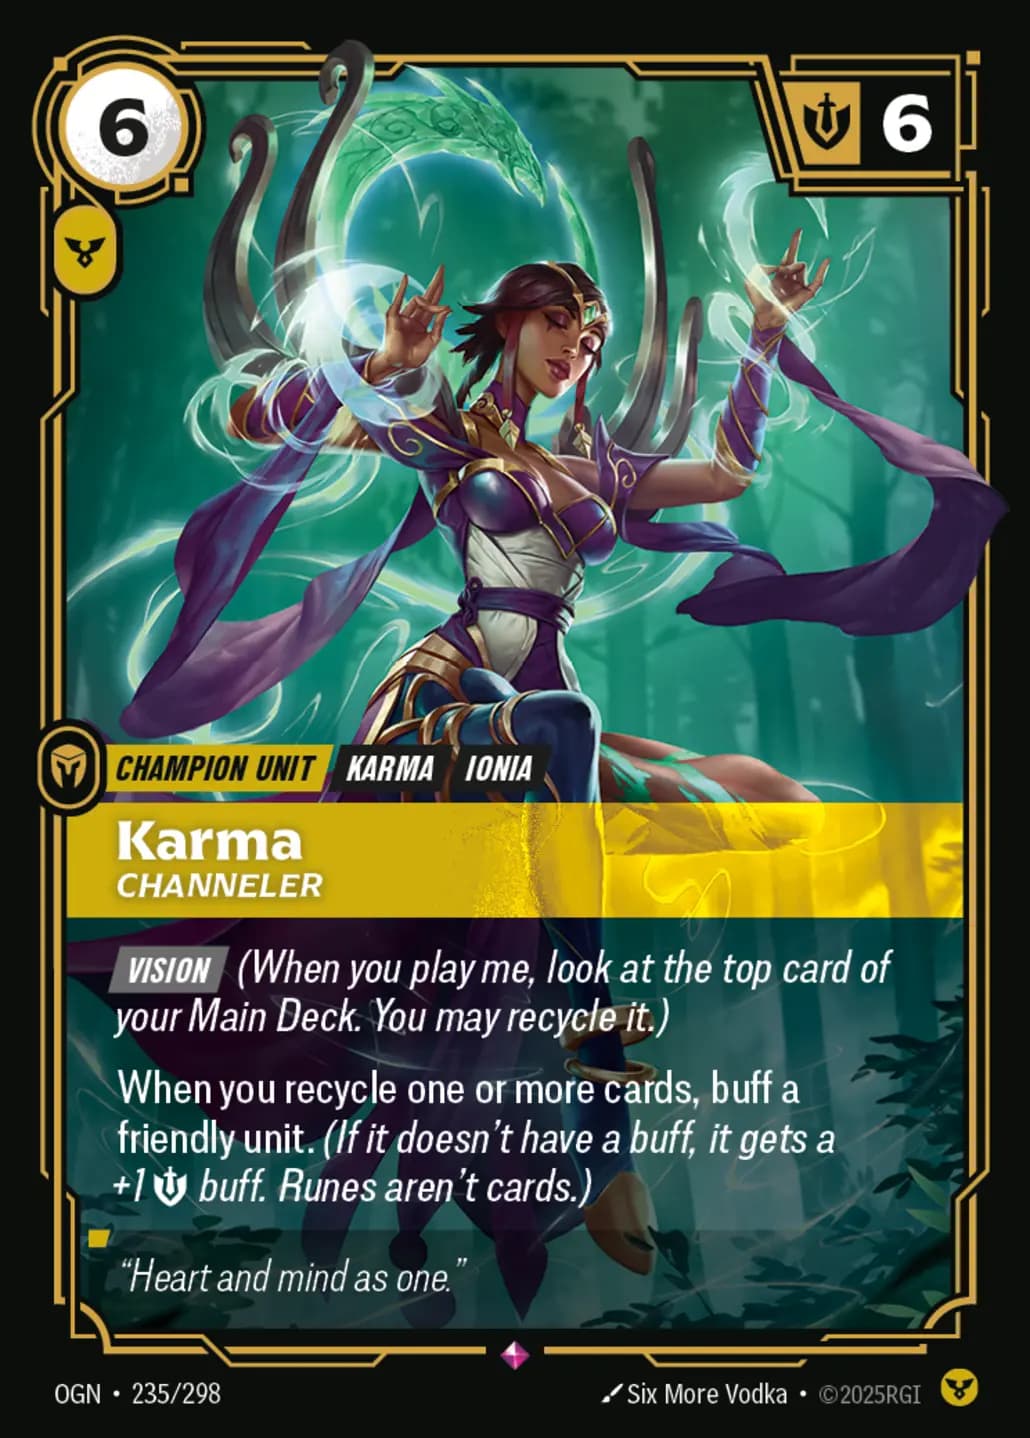 6
6
CHAMPION UNIT KARMA IONIA
Karma
CHANNELER
VISION (When you play me, look at the top card of
your Main Deck. You may recycle it.)
When you recycle one or more cards, buff a
friendly unit. (If it doesn't have a buff, it gets a
+1 buff. Runes aren't cards.)
“Heart and mind as one.”
OGN • 235/298
Six More Vodka • ©2025RGI